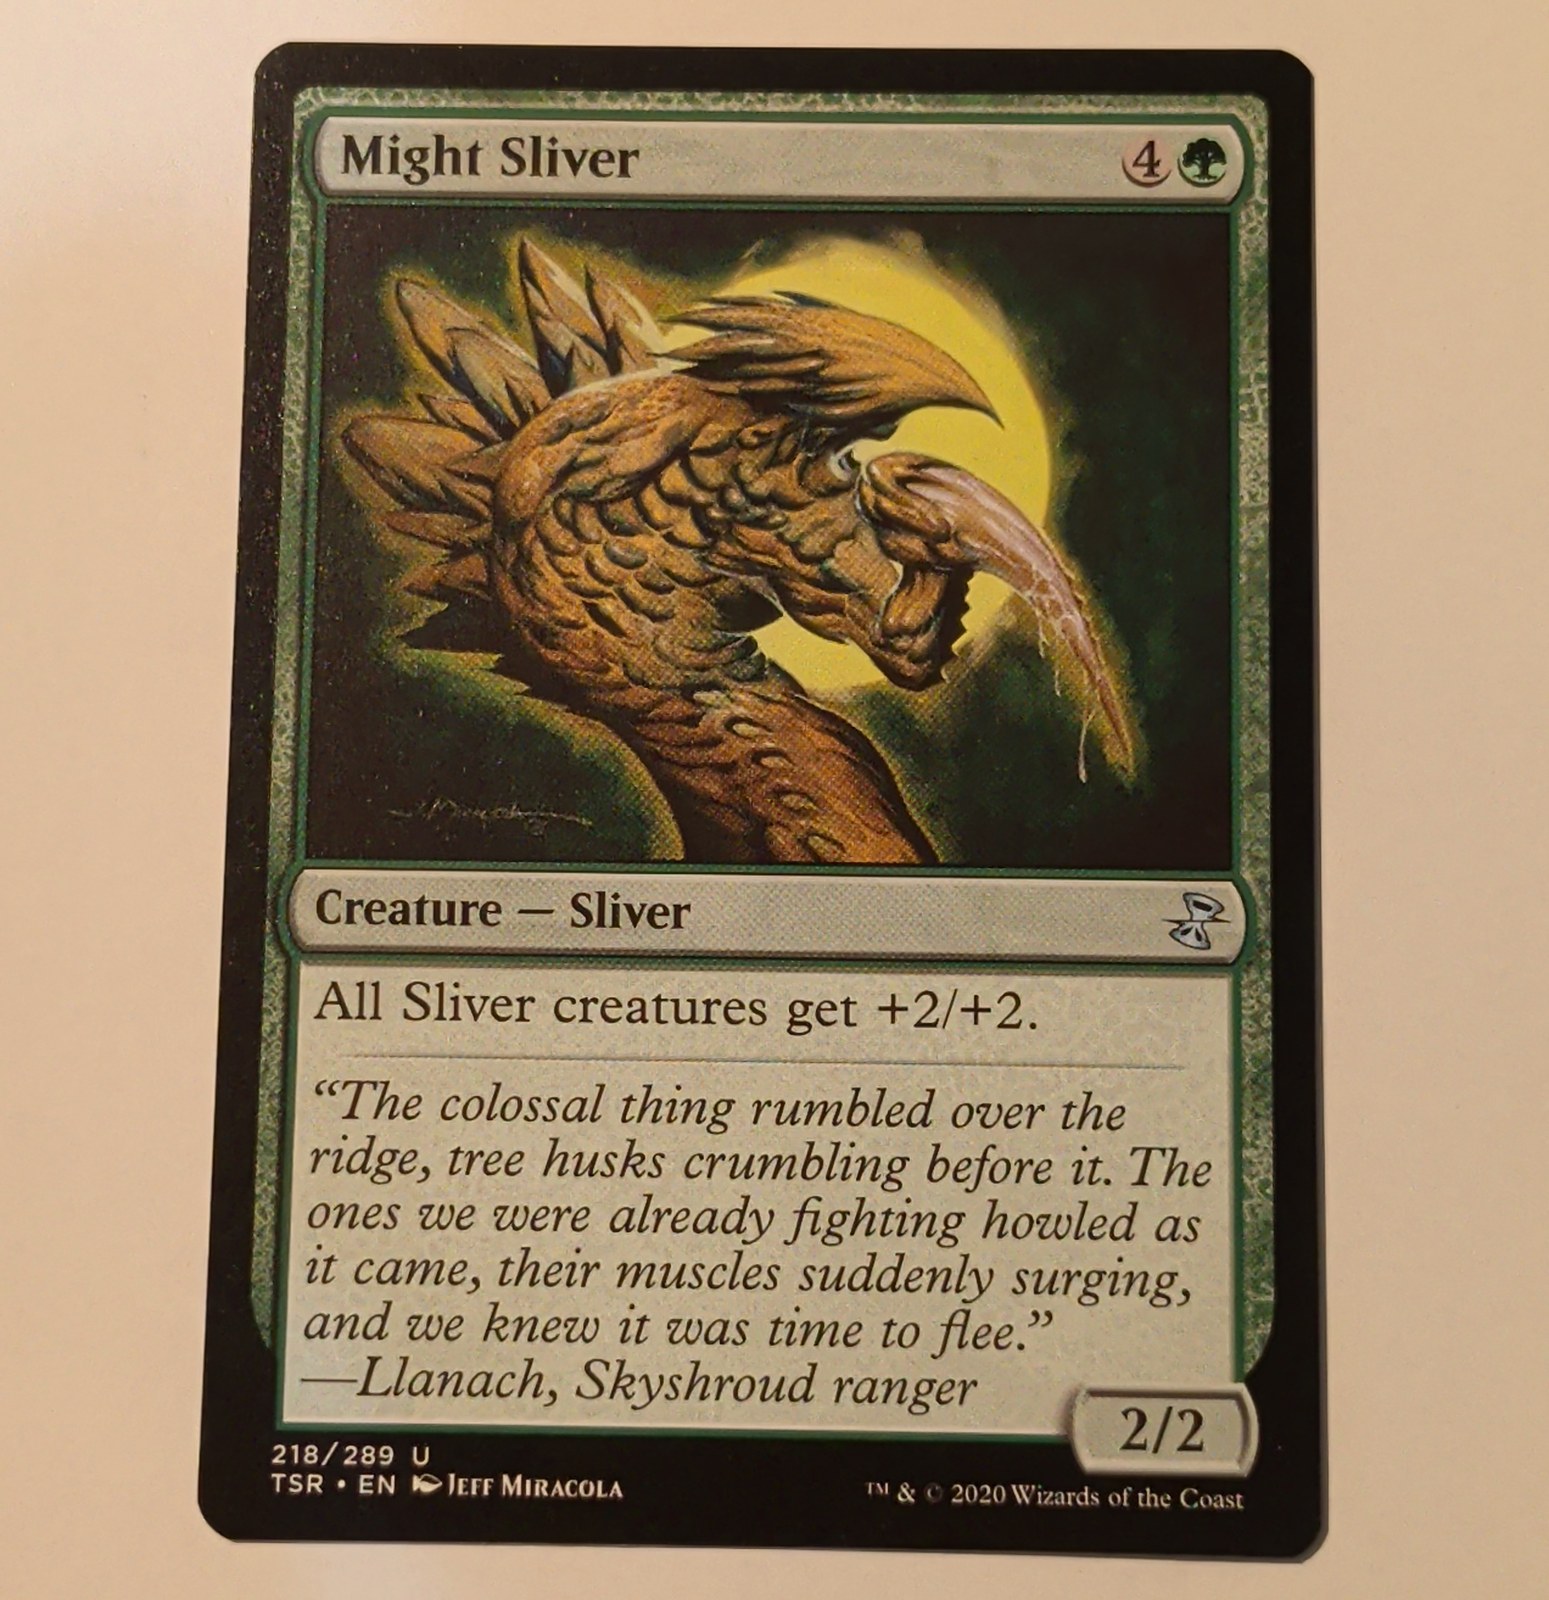 Might Sliver 4
Creature — Sliver
All Sliver creatures get +2/+2.
“The colossal thing rumbled over the
ridge, tree husks crumbling before it. The
ones we were already fighting howled as
it came, their muscles suddenly surging,
and we knew it was time to flee.”
—Llanach, Skyshroud ranger
2/2
218/289 U
TSR • EN Jeff Miracola
™ & © 2020 Wizards of the Coast